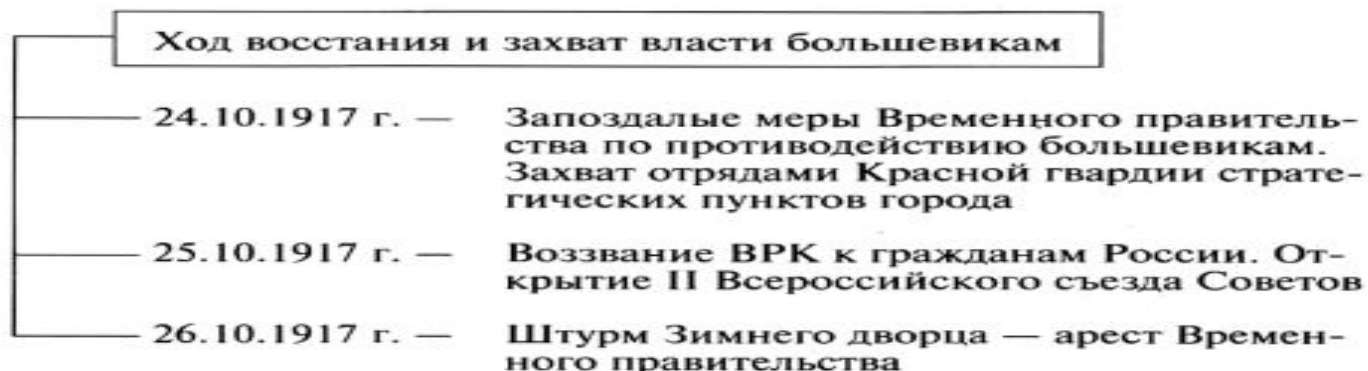 Ход восстания и захват власти большевикам
24.10.1917 г. — Запоздалые меры Временного правитель-
ства по противодействию большевикам.
Захват отрядами Красной гвардии страте-
гических пунктов города
25.10.1917 г. — Воззвание ВРК к гражданам России. От-
крытие II Всероссийского съезда Советов
26.10.1917 г. — Штурм Зимнего дворца — арест Времен-
ного правительства